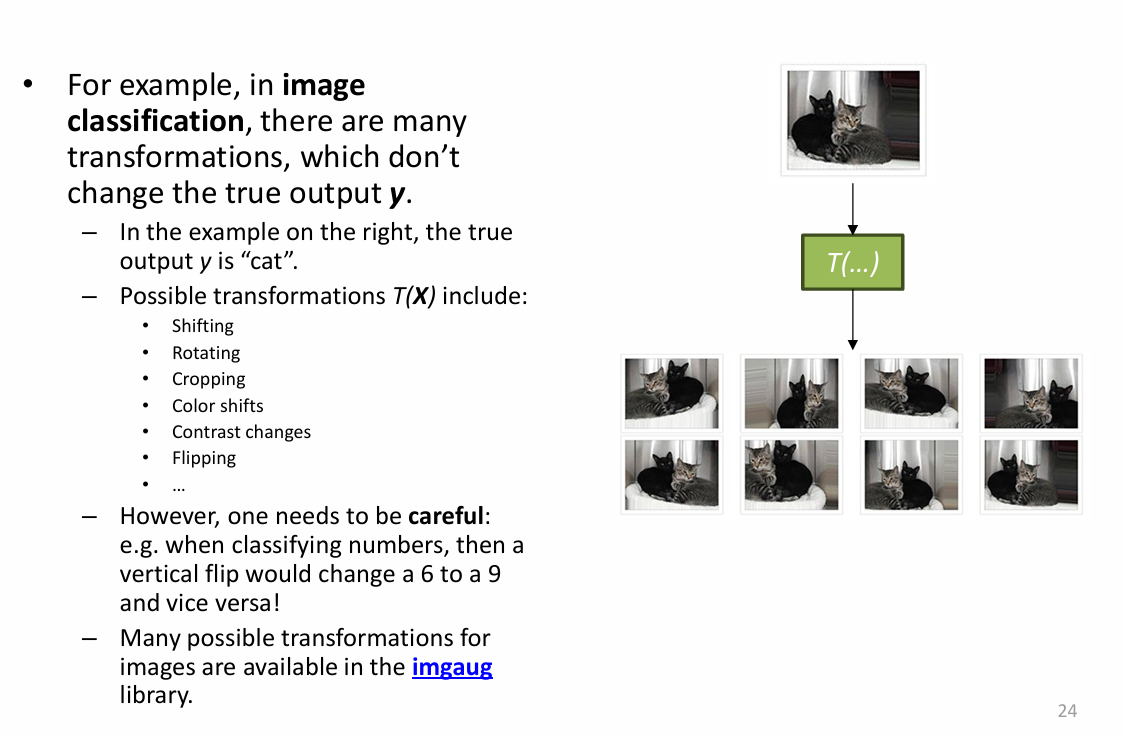 • For example, in image
classification, there are many
transformations, which don’t
change the true output y.
– In the example on the right, the true
output y is “cat”.
– Possible transformations T(X) include:
• Shifting
• Rotating
• Cropping
• Color shifts
• Contrast changes
• Flipping
• …
– However, one needs to be careful:
e.g. when classifying numbers, then a
vertical flip would change a 6 to a 9
and vice versa!
– Many possible transformations for
images are available in the imgaug
library.
T(…)
24